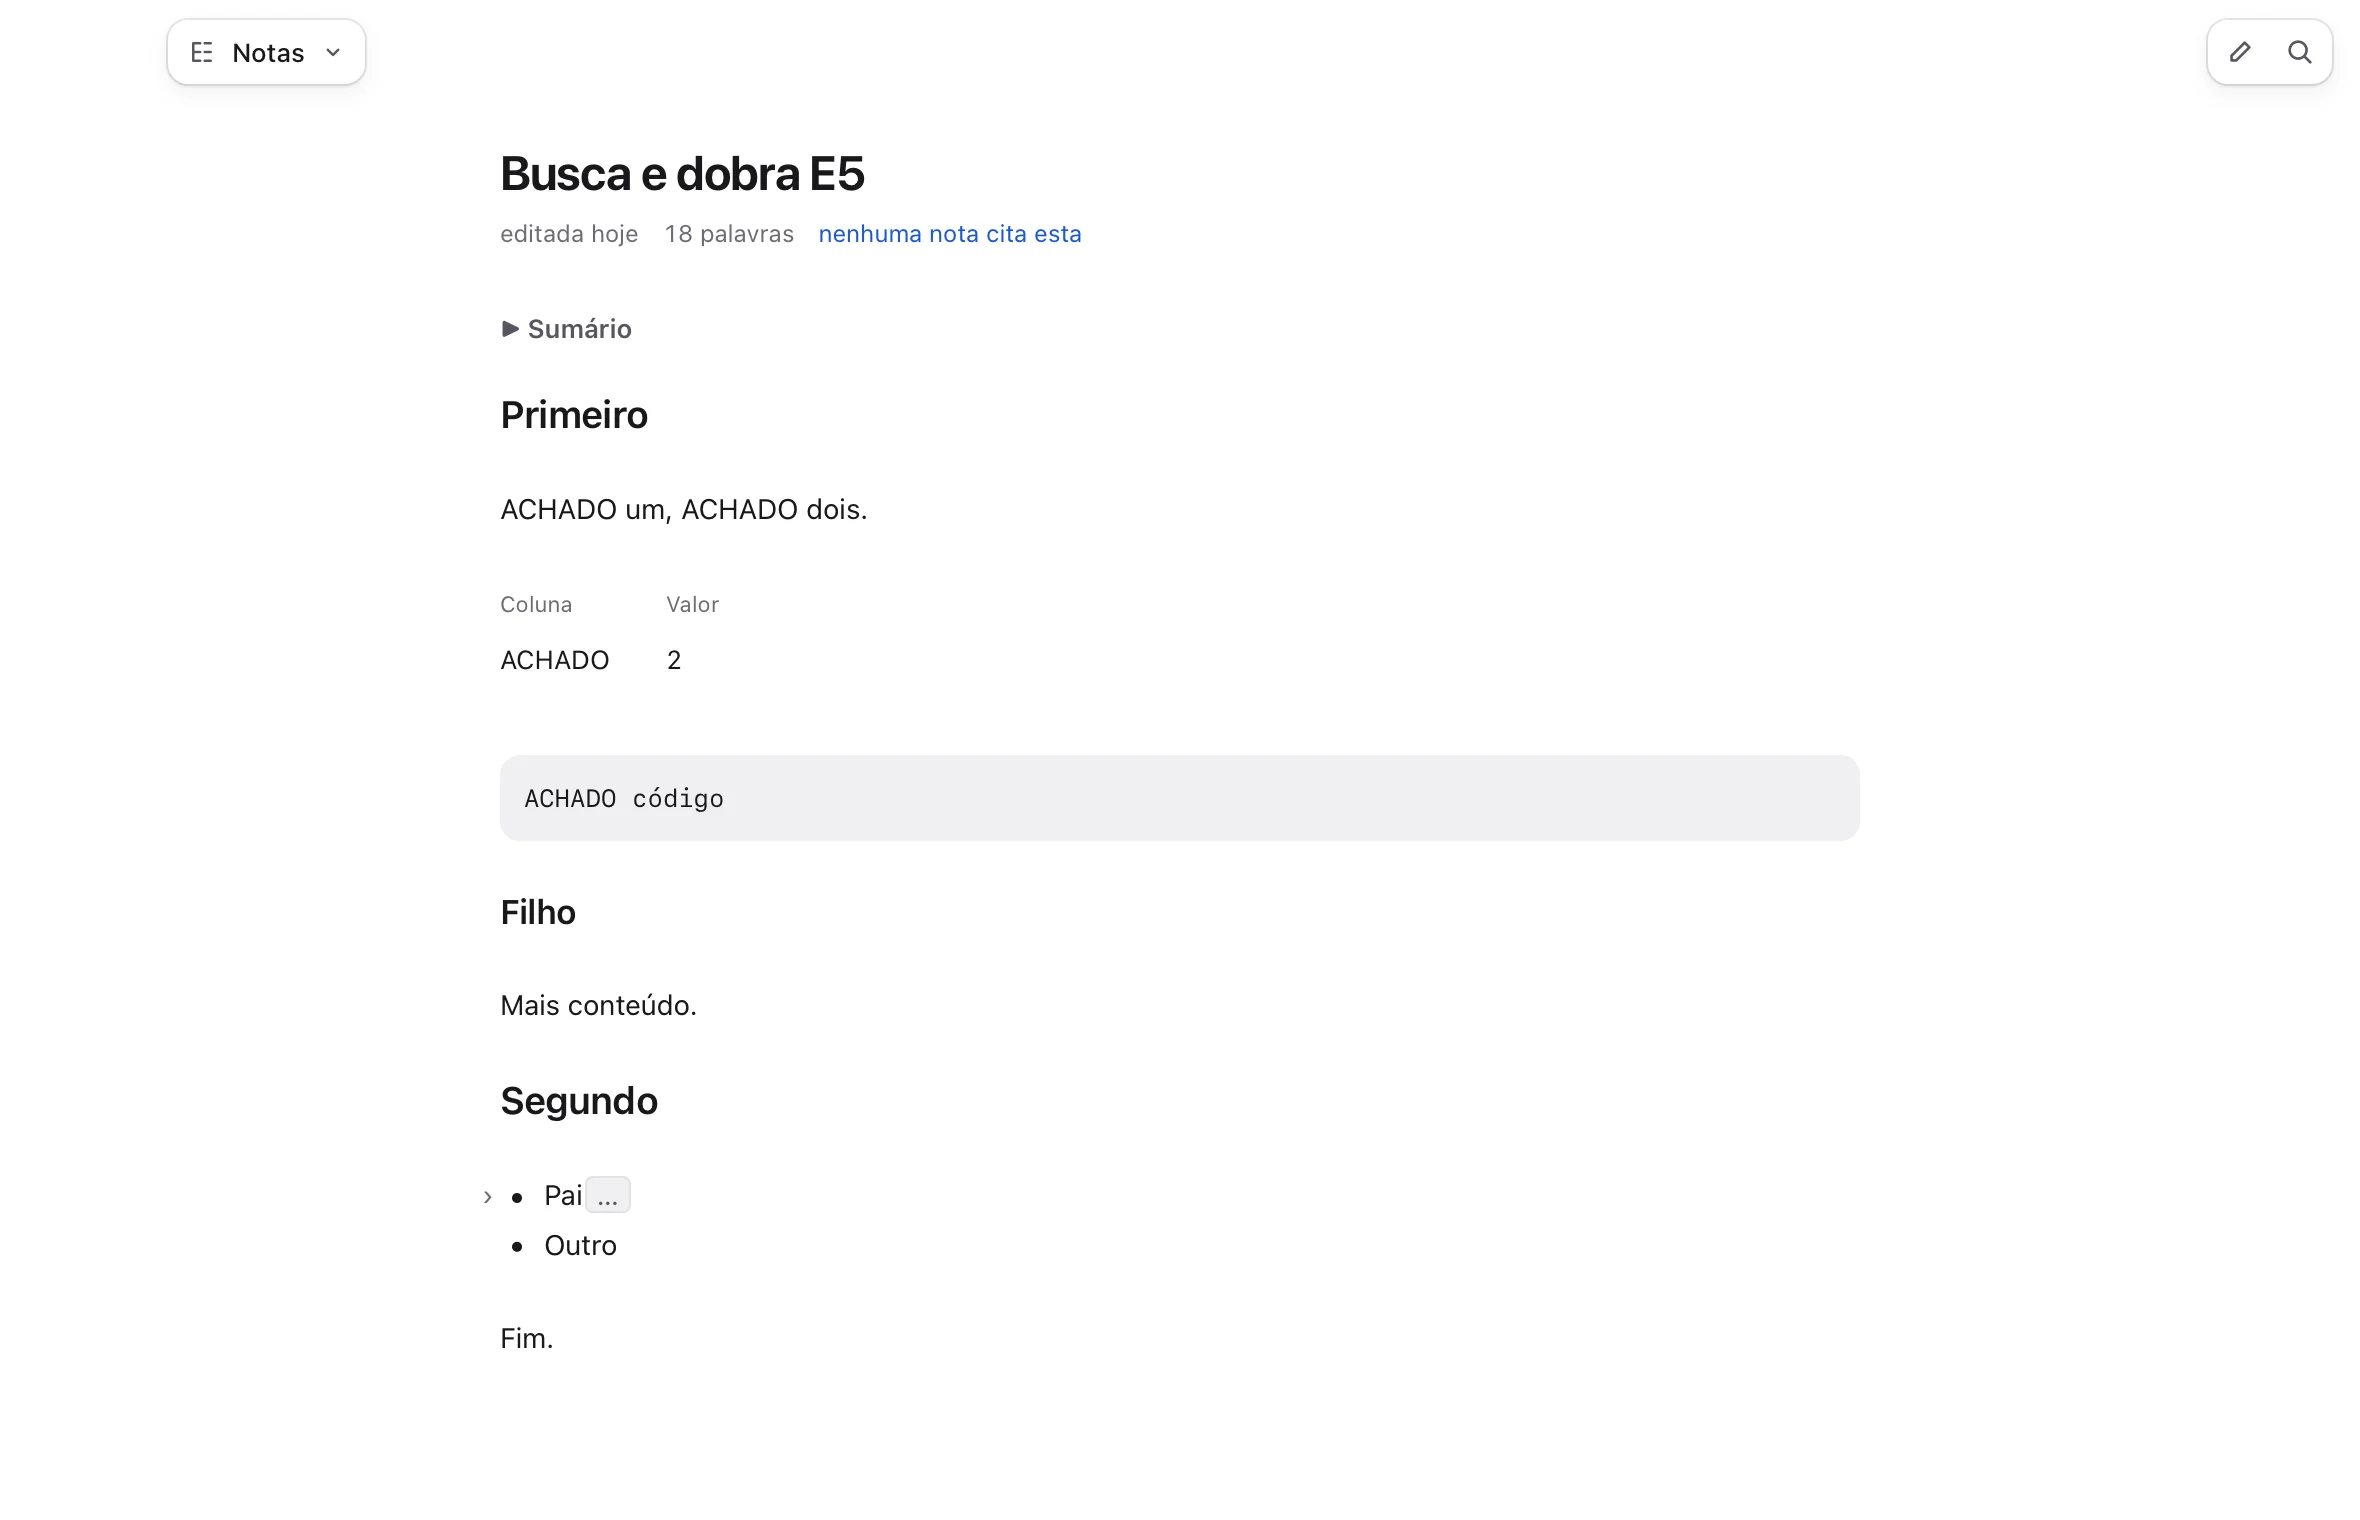 Notas
Busca e dobra E5
editada hoje 18 palavras nenhuma nota cita esta
Sumário
Primeiro
ACHADO um, ACHADO dois.
Coluna Valor
ACHADO 2
ACHADO código
Filho
Mais conteúdo.
Segundo
Pai ...
Outro
Fim.